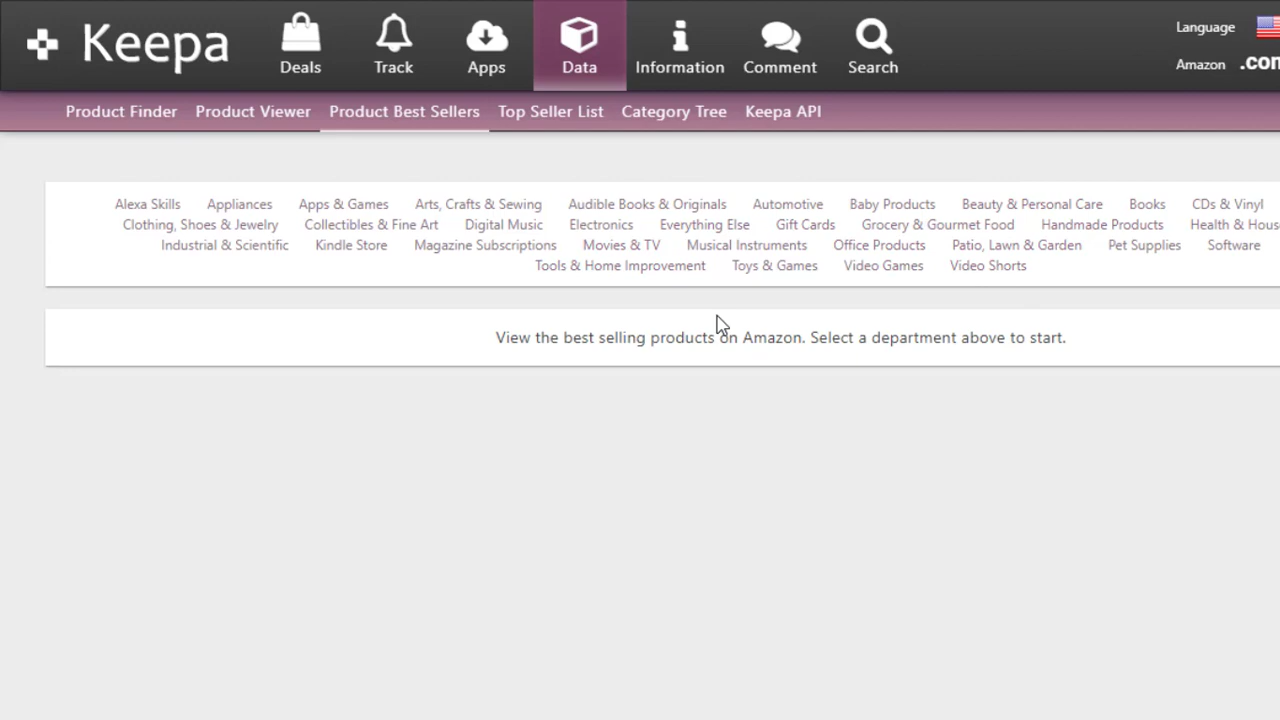 Keepa
Deals
Track
Apps
Data
Information
Comment
Search
Language
Amazon
Product Finder Product Viewer Product Best Sellers Top Seller List Category Tree Keepa API
Alexa Skills Appliances Apps & Games Arts, Crafts & Sewing Audible Books & Originals Automotive Baby Products Beauty & Personal Care Books CDs & Vinyl
Clothing, Shoes & Jewelry Collectibles & Fine Art Digital Music Electronics Everything Else Gift Cards Grocery & Gourmet Food Handmade Products Health &
Industrial & Scientific Kindle Store Magazine Subscriptions Movies & TV Musical Instruments Office Products Patio, Lawn & Garden Pet Supplies Software
Tools & Home Improvement Toys & Games Video Games Video Shorts
View the best selling products on Amazon. Select a department above to start.